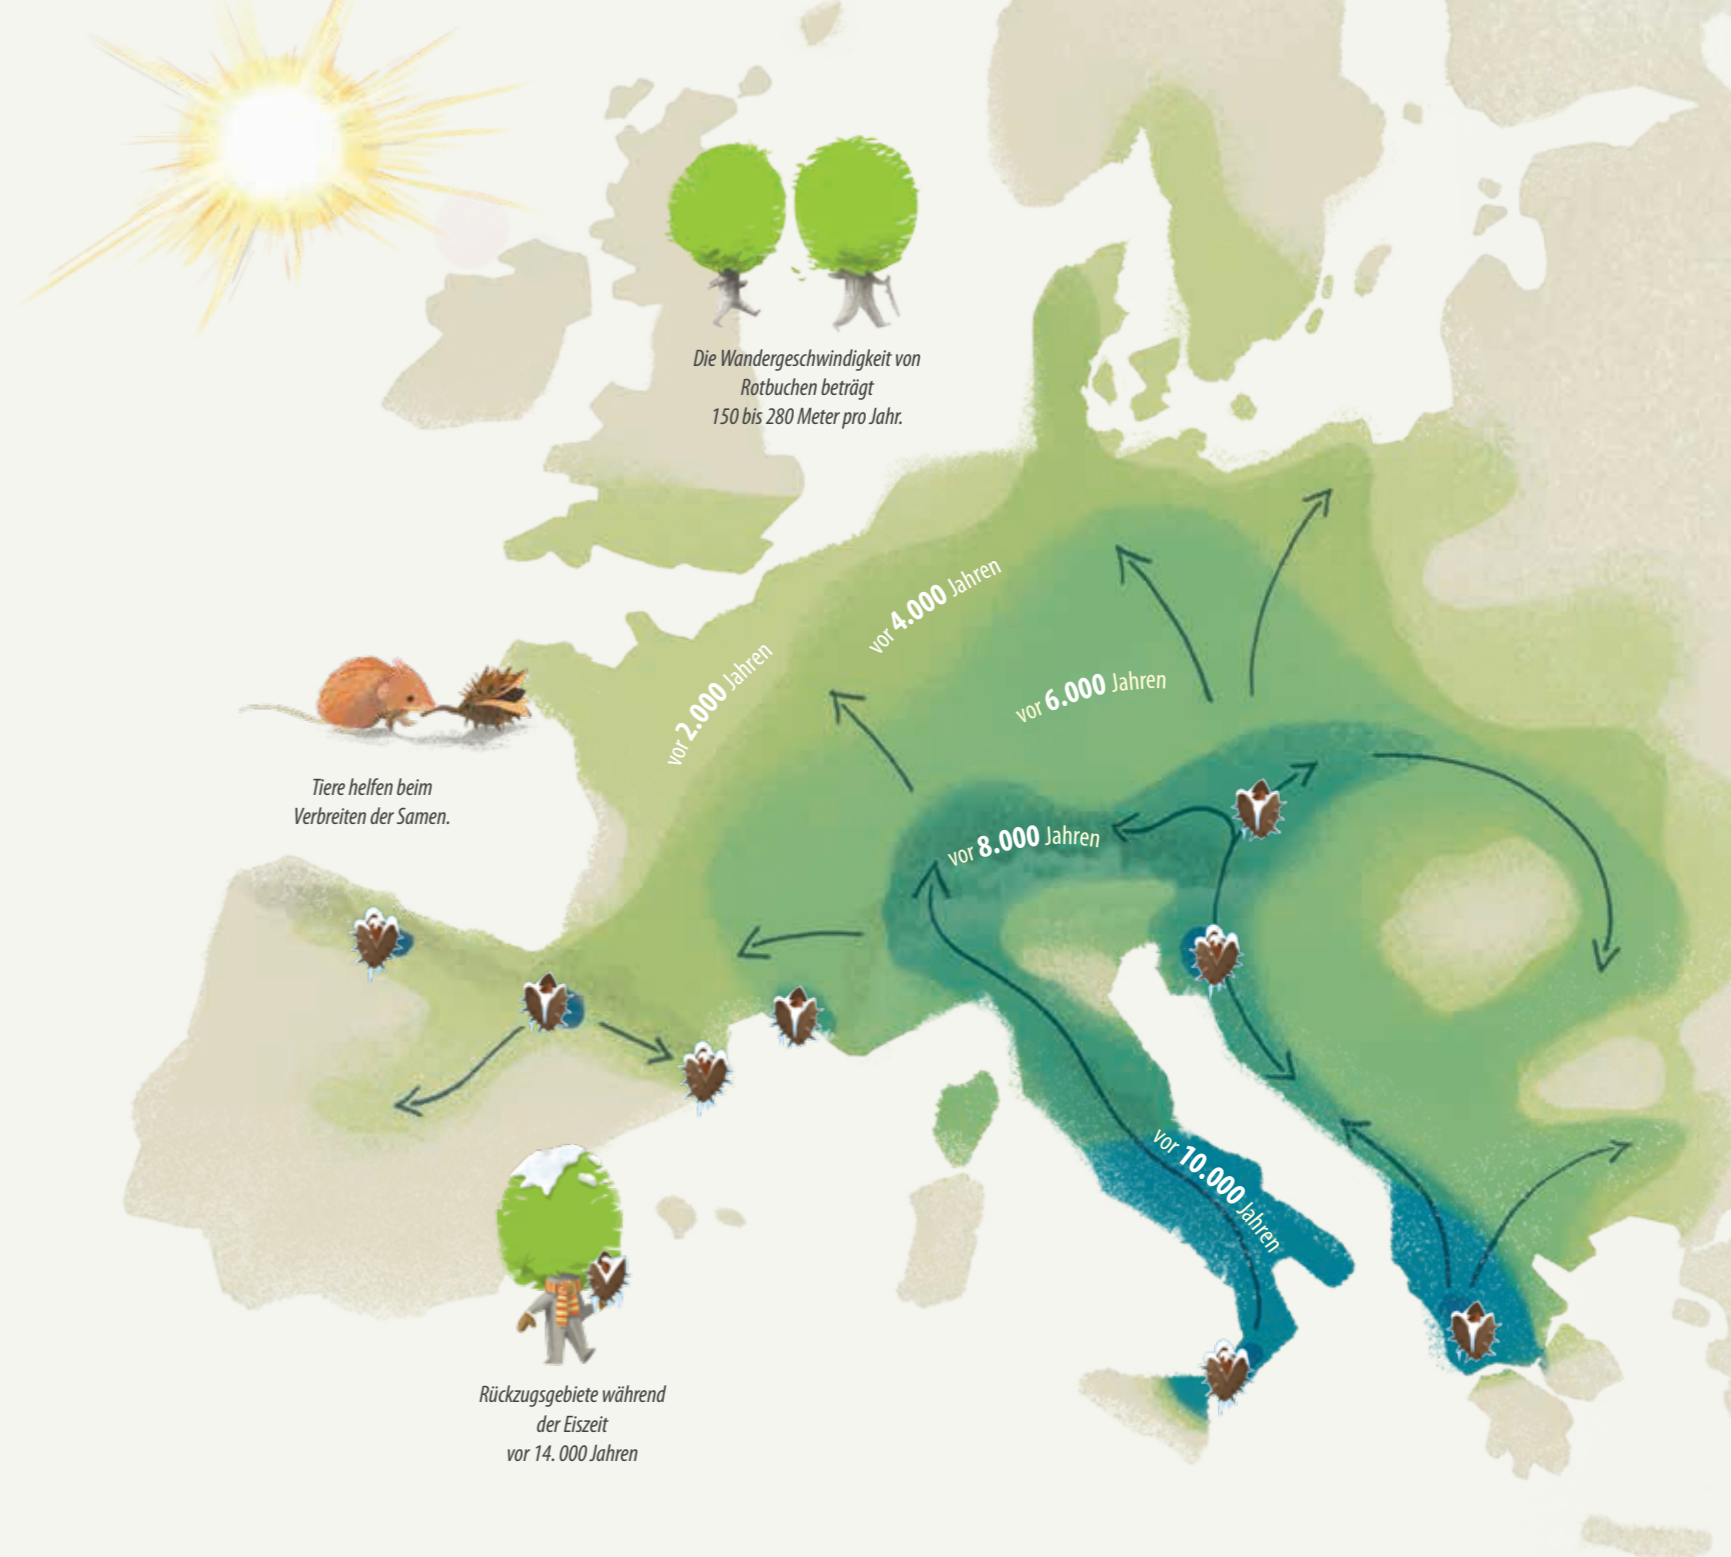 Die Wandergeschwindigkeit von
Rotbuchen beträgt
150 bis 280 Meter pro Jahr.
vor 4.000 Jahren
vor 2.000 Jahren
vor 6.000 Jahren
Tiere helfen beim
Verbreiten der Samen.
vor 8.000 Jahren
vor 10.000 Jahren
Rückzugsgebiete während
der Eiszeit
vor 14. 000 Jahren